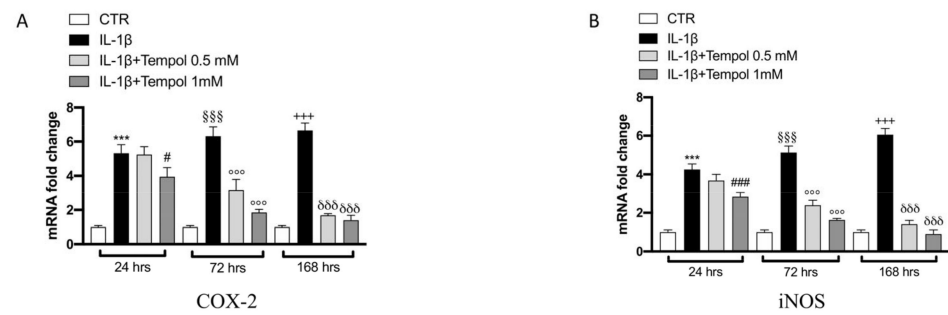 A
CTR
IL-1β
IL-1β+Tempol 0.5 mM
IL-1β+Tempol 1mM
mRNA fold change
8
6
4
2
0
***
#
§§§
°°°
°°°
+++
δδδ
δδδ
24 hrs
72 hrs
168 hrs
COX-2
B
CTR
IL-1β
IL-1β+Tempol 0.5 mM
IL-1β+Tempol 1mM
mRNA fold change
8
6
4
2
0
***
###
§§§
°°°
°°°
+++
δδδ
δδδ
24 hrs
72 hrs
168 hrs
iNOS